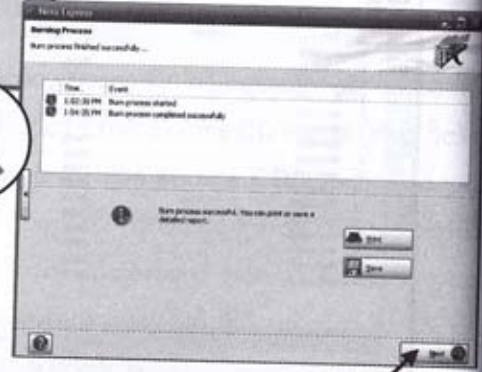 Nero Express
Burning Process
Burn process finished successfully ...
Time Event
1:02:30 PM Burn process started
1:04:35 PM Burn process completed successfully
Burn process successful. You can print or save a
detailed report.
Print
Save
Next